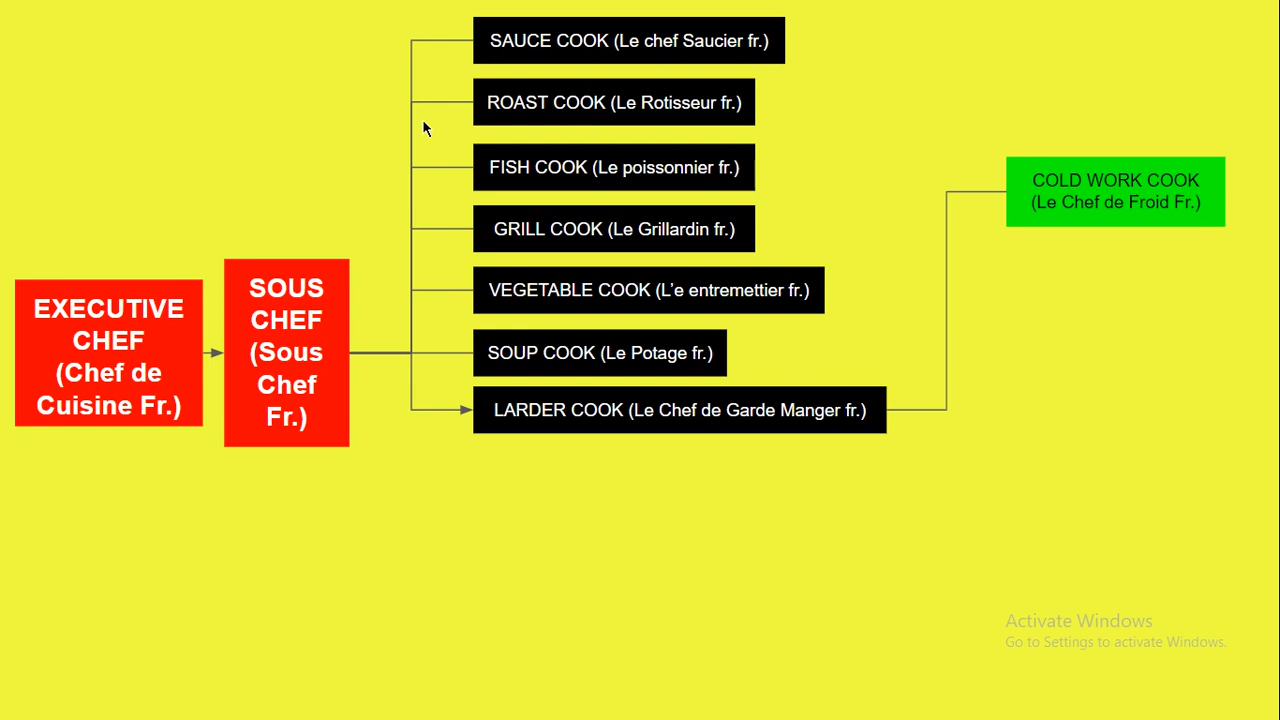 SAUCE COOK (Le chef Saucier fr.)
ROAST COOK (Le Rotisseur fr.)
FISH COOK (Le poissonnier fr.)
GRILL COOK (Le Grillardin fr.)
VEGETABLE COOK (L'e entremettier fr.)
SOUP COOK (Le Potage fr.)
LARDER COOK (Le Chef de Garde Manger fr.)
EXECUTIVE
CHEF
(Chef de
Cuisine Fr.)
SOUS
CHEF
(Sous
Chef
Fr.)
COLD WORK COOK
(Le Chef de Froid Fr.)
Activate Windows
Go to Settings to activate Windows.